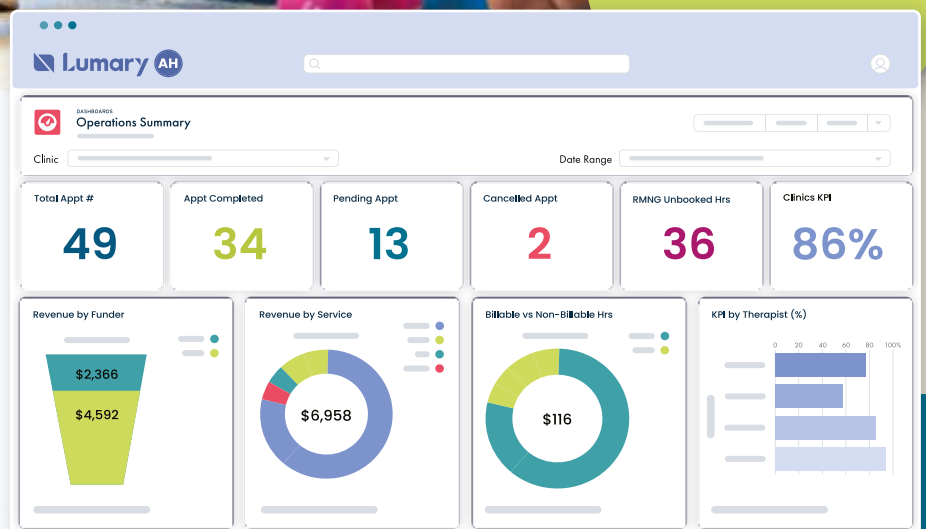 Lumary AH
DASHBOARDS
Operations Summary
Clinic
Date Range
Total Appt #
49
Appt Completed
34
Pending Appt
13
Cancelled Appt
2
RMNG Unbooked Hrs
36
Clinics KPI
86%
Revenue by Funder
$2,366
$4,592
Revenue by Service
$6,958
Billable vs Non-Billable Hrs
$116
KPI by Therapist (%)
0 20 40 60 80 100%